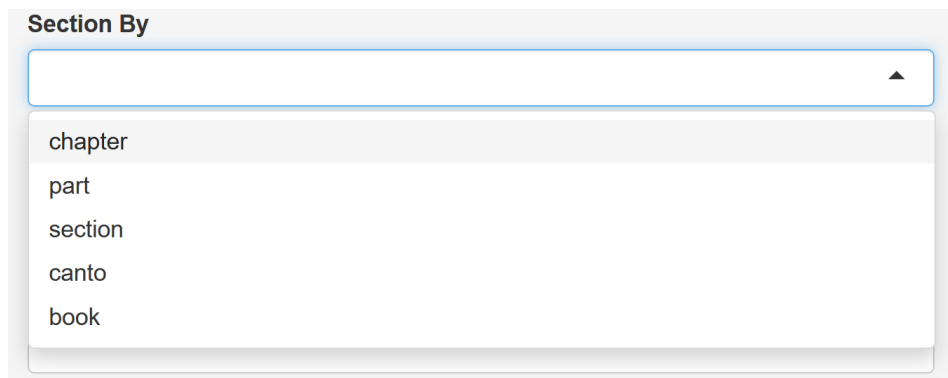 Section By
chapter
part
section
canto
book